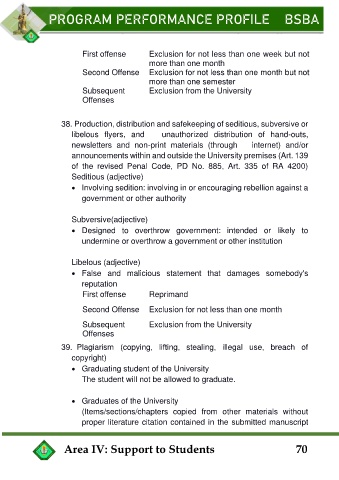 PROGRAM PERFORMANCE PROFILE BSBA
First offense Exclusion for not less than one week but not
more than one month
Second Offense Exclusion for not less than one month but not
more than one semester
Subsequent Exclusion from the University
Offenses
38. Production, distribution and safekeeping of seditious, subversive or
libelous flyers, and unauthorized distribution of hand-outs,
newsletters and non-print materials (through internet) and/or
announcements within and outside the University premises (Art. 139
of the revised Penal Code, PD No. 885, Art. 335 of RA 4200)
Seditious (adjective)
• Involving sedition: involving in or encouraging rebellion against a
government or other authority
Subversive(adjective)
• Designed to overthrow government: intended or likely to
undermine or overthrow a government or other institution
Libelous (adjective)
• False and malicious statement that damages somebody's
reputation
First offense Reprimand
Second Offense Exclusion for not less than one month
Subsequent Exclusion from the University
Offenses
39. Plagiarism (copying, lifting, stealing, illegal use, breach of
copyright)
• Graduating student of the University
The student will not be allowed to graduate.
• Graduates of the University
(Items/sections/chapters copied from other materials without
proper literature citation contained in the submitted manuscript
Area IV: Support to Students 70